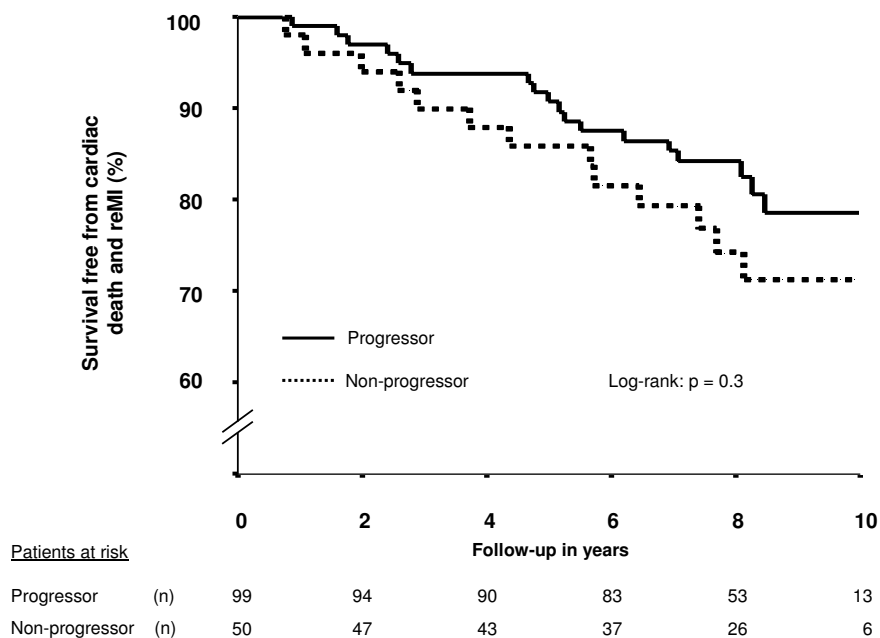 100
90
80
70
60
Survival free from cardiac
death and reMI (%)
Progressor
Non-progressor
Log-rank: p = 0.3
0 2 4 6 8 10
Follow-up in years
Patients at risk
Progressor (n) 99 94 90 83 53 13
Non-progressor (n) 50 47 43 37 26 6